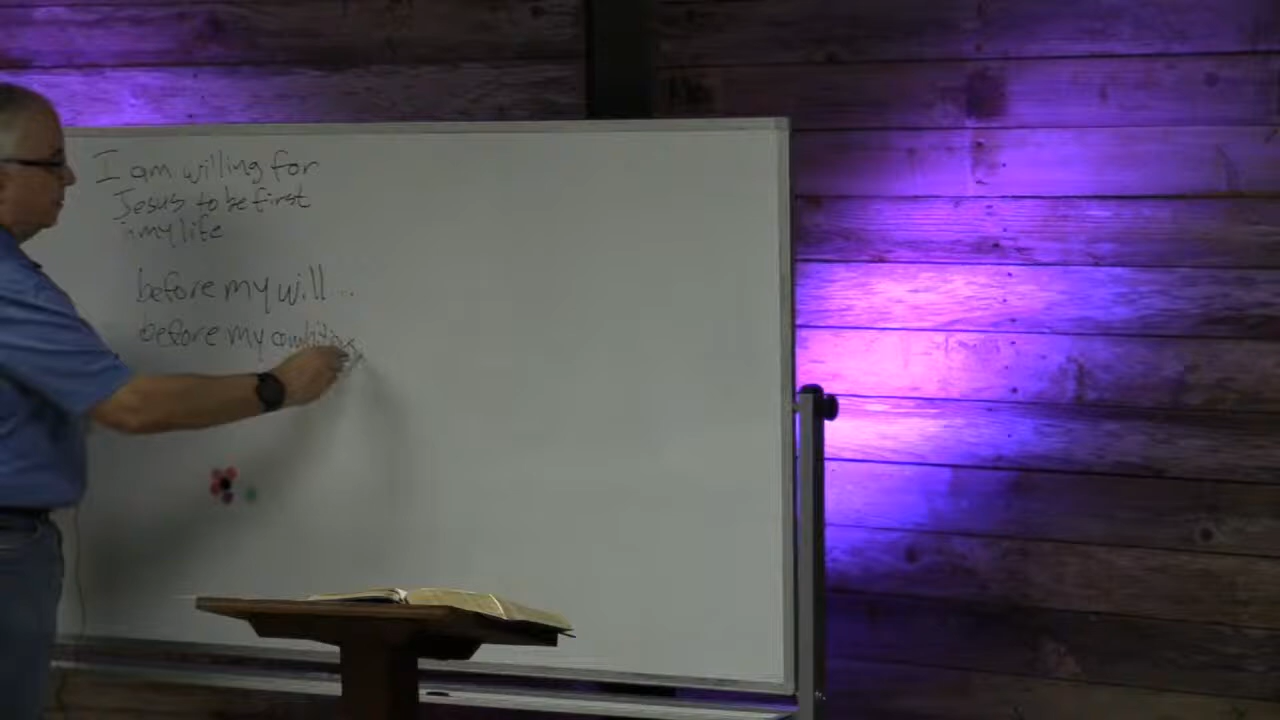 I am willing for
Jesus to be first
in my life
before my will...
before my ambitions